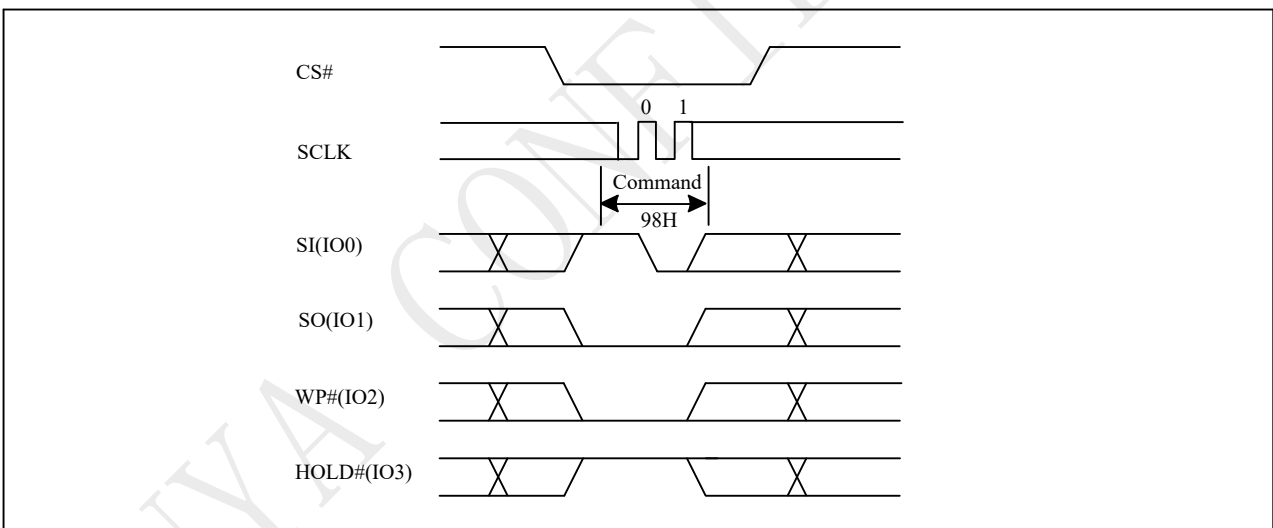 CS#
0 1
SCLK
Command
98H
SI(IO0)
SO(IO1)
WP#(IO2)
HOLD#(IO3)